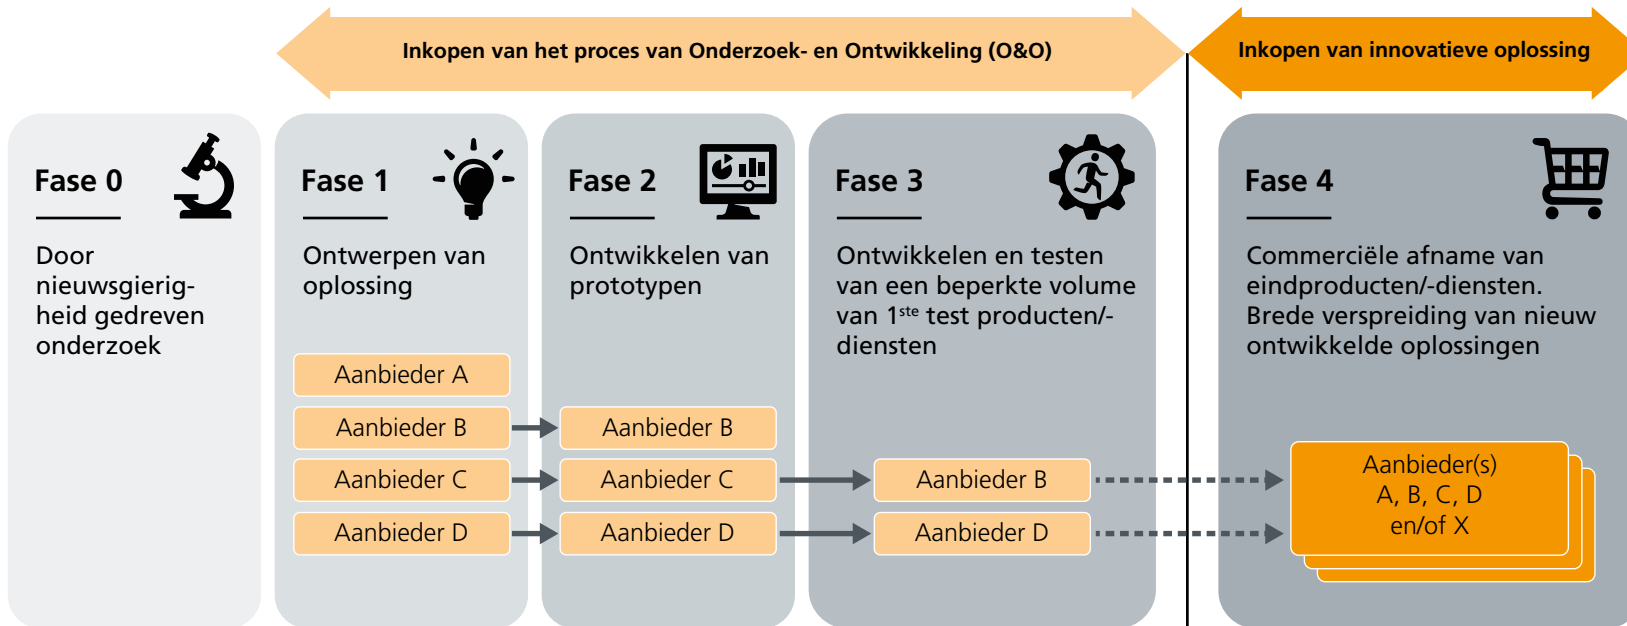 Inkopen van het proces van Onderzoek- en Ontwikkeling (O&O)
Inkopen van innovatieve oplossing
Fase 0
Door
nieuwsgierig-
heid gedreven
onderzoek
Fase 1
Ontwerpen van
oplossing
Aanbieder A
Aanbieder B
Aanbieder C
Aanbieder D
Fase 2
Ontwikkelen van
prototypen
Aanbieder B
Aanbieder C
Aanbieder D
Fase 3
Ontwikkelen en testen
van een beperkte volume
van 1ste test producten/-
diensten
Aanbieder B
Aanbieder D
Fase 4
Commerciële afname van
eindproducten/-diensten.
Brede verspreiding van nieuw
ontwikkelde oplossingen
Aanbieder(s)
A, B, C, D
en/of X